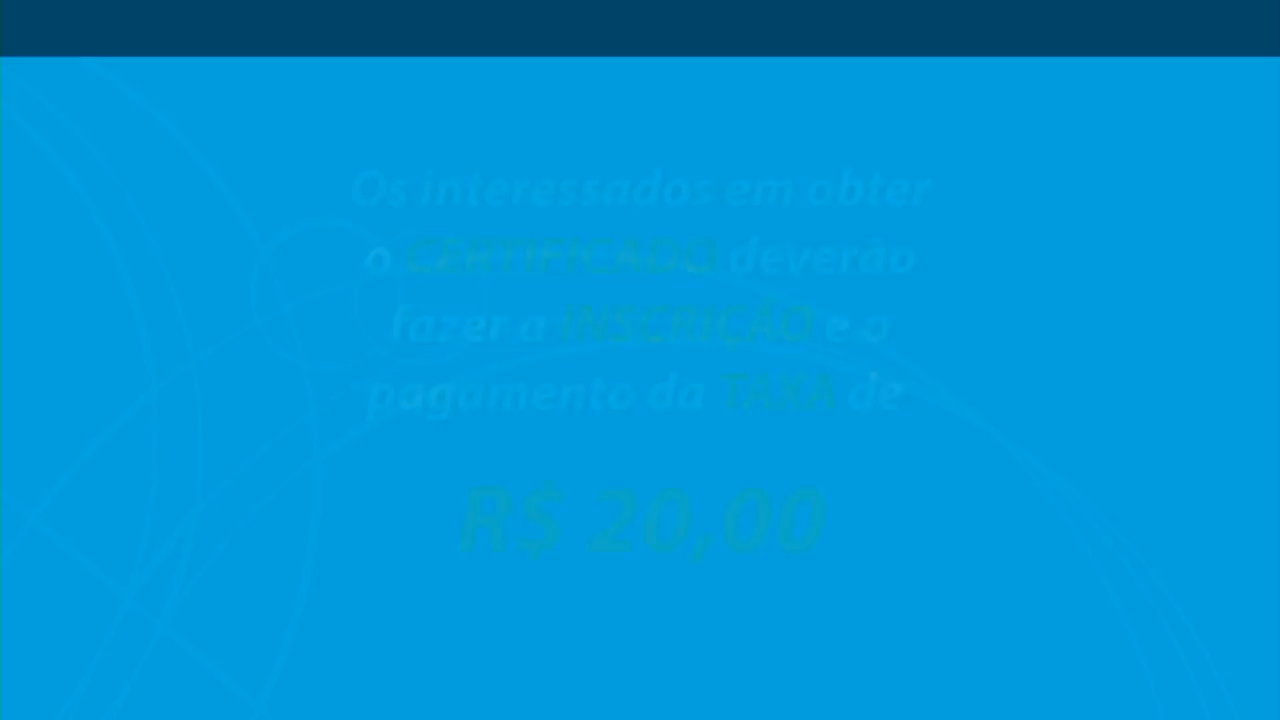 Os interessados em obter
o CERTIFICADO deverão
fazer a INSCRIÇÃO e o
pagamento da TAXA de
R$ 20,00